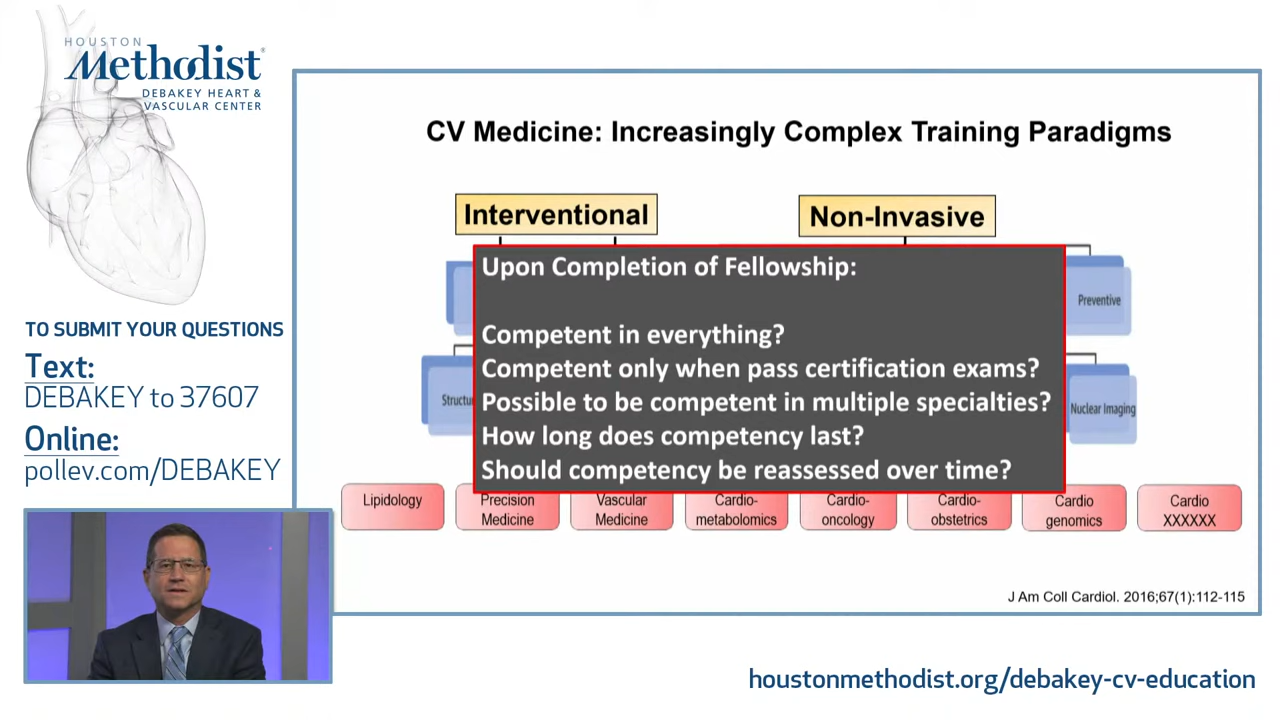 HOUSTON
Methodist®
DEBAKEY HEART &
VASCULAR CENTER
TO SUBMIT YOUR QUESTIONS
Text:
DEBAKEY to 37607
Online:
pollev.com/DEBAKEY
CV Medicine: Increasingly Complex Training Paradigms
Interventional
Non-Invasive
Upon Completion of Fellowship:
Competent in everything?
Competent only when pass certification exams?
Possible to be competent in multiple specialties?
How long does competency last?
Should competency be reassessed over time?
Preventive
Nuclear Imaging
Lipidology
Precision
Medicine
Vascular
Medicine
Cardio-
metabolomics
Cardio-
oncology
Cardio-
obstetrics
Cardio
genomics
Cardio
XXXXXX
J Am Coll Cardiol. 2016;67(1):112-115
houstonmethodist.org/debakey-cv-education